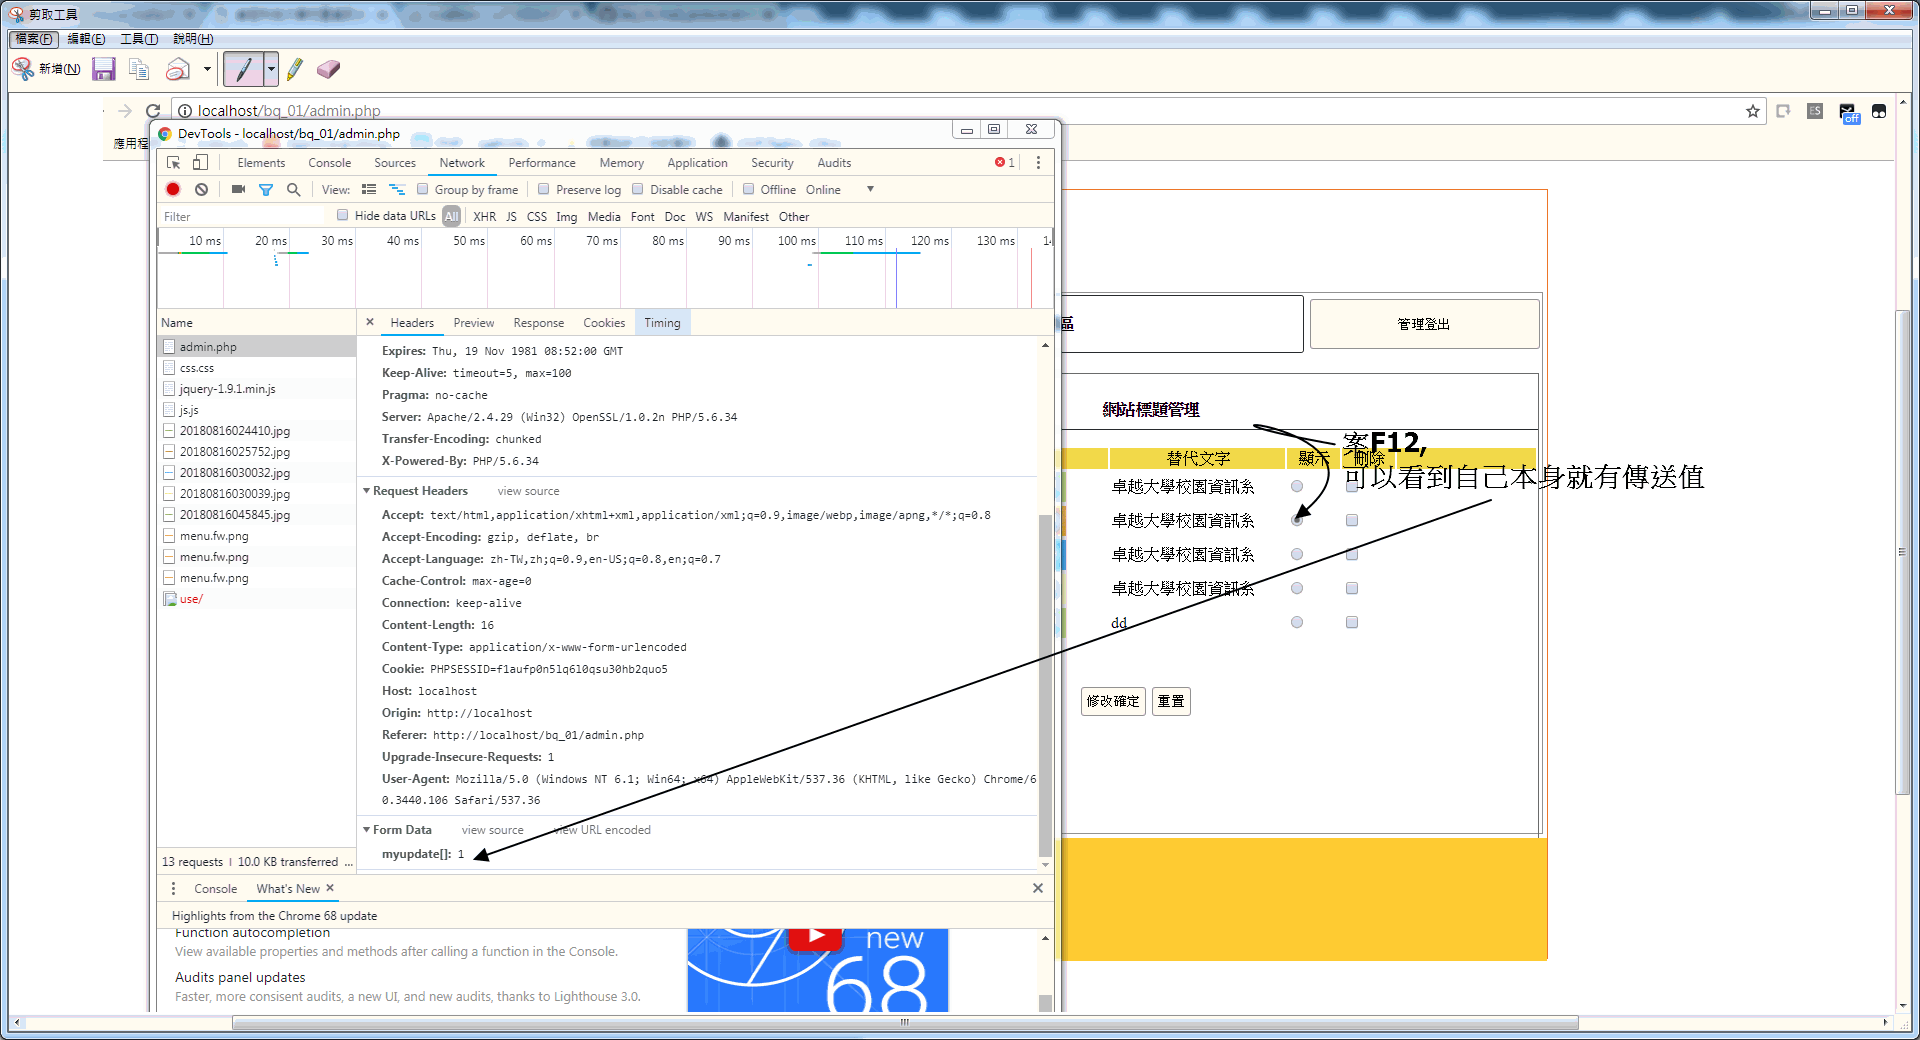 剪取工具
檔案(F) 編輯(E) 工具(T) 說明(H)
新增(N)
localhost/bq_01/admin.php
ES
off
應用程
DevTools - localhost/bq_01/admin.php
Elements Console Sources Network Performance Memory Application Security Audits 1
View: Group by frame Preserve log Disable cache Offline Online
Filter Hide data URLs All XHR JS CSS Img Media Font Doc WS Manifest Other
10 ms 20 ms 30 ms 40 ms 50 ms 60 ms 70 ms 80 ms 90 ms 100 ms 110 ms 120 ms 130 ms 14
Name
admin.php
css.css
jquery-1.9.1.min.js
js.js
20180816024410.jpg
20180816025752.jpg
20180816030032.jpg
20180816030039.jpg
20180816045845.jpg
menu.fw.png
menu.fw.png
menu.fw.png
use/
13 requests | 10.0 KB transferred ...
Headers Preview Response Cookies Timing
Expires: Thu, 19 Nov 1981 08:52:00 GMT
Keep-Alive: timeout=5, max=100
Pragma: no-cache
Server: Apache/2.4.29 (Win32) OpenSSL/1.0.2n PHP/5.6.34
Transfer-Encoding: chunked
X-Powered-By: PHP/5.6.34
Request Headers view source
Accept: text/html,application/xhtml+xml,application/xml;q=0.9,image/webp,image/apng,*/*;q=0.8
Accept-Encoding: gzip, deflate, br
Accept-Language: zh-TW,zh;q=0.9,en-US;q=0.8,en;q=0.7
Cache-Control: max-age=0
Connection: keep-alive
Content-Length: 16
Content-Type: application/x-www-form-urlencoded
Cookie: PHPSESSID=f1aufp0n5lq6l0qsu30hb2quo5
Host: localhost
Origin: http://localhost
Referer: http://localhost/bq_01/admin.php
Upgrade-Insecure-Requests: 1
User-Agent: Mozilla/5.0 (Windows NT 6.1; Win64; x64) AppleWebKit/537.36 (KHTML, like Gecko) Chrome/6
0.3440.106 Safari/537.36
Form Data view source view URL encoded
myupdate[]: 1
Console What's New
Highlights from the Chrome 68 update
Function autocompletion
View available properties and methods after calling a function in the Console.
Audits panel updates
Faster, more consisent audits, a new UI, and new audits, thanks to Lighthouse 3.0.
new
68
區
管理登出
網站標題管理
案F12,
替代文字 顯示 刪除
可以看到自己本身就有傳送值
卓越大學校園資訊系
卓越大學校園資訊系
卓越大學校園資訊系
卓越大學校園資訊系
dd
修改確定 重置